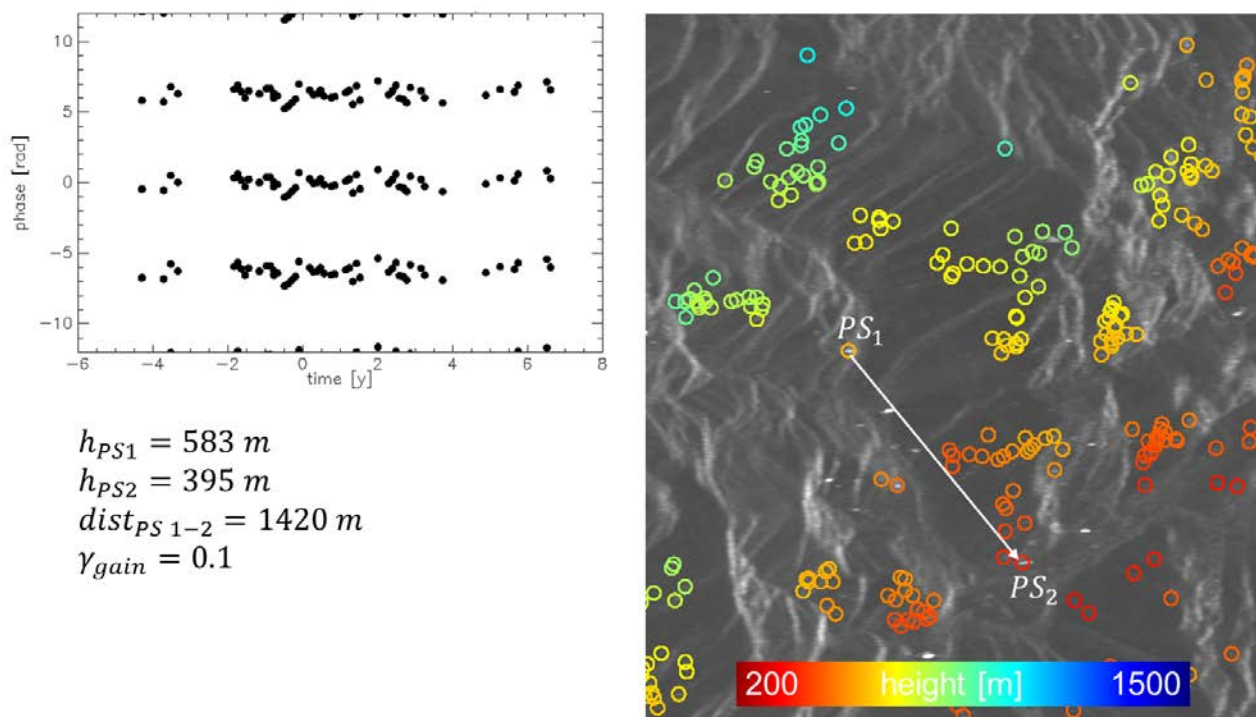 10
5
0
−5
−10
phase [rad]
−6 −4 −2 0 2 4 6 8
time [y]
h_{PS1} = 583 m
h_{PS2} = 395 m
dist_{PS 1−2} = 1420 m
γ_{gain} = 0.1
PS_1
PS_2
200 height [m] 1500